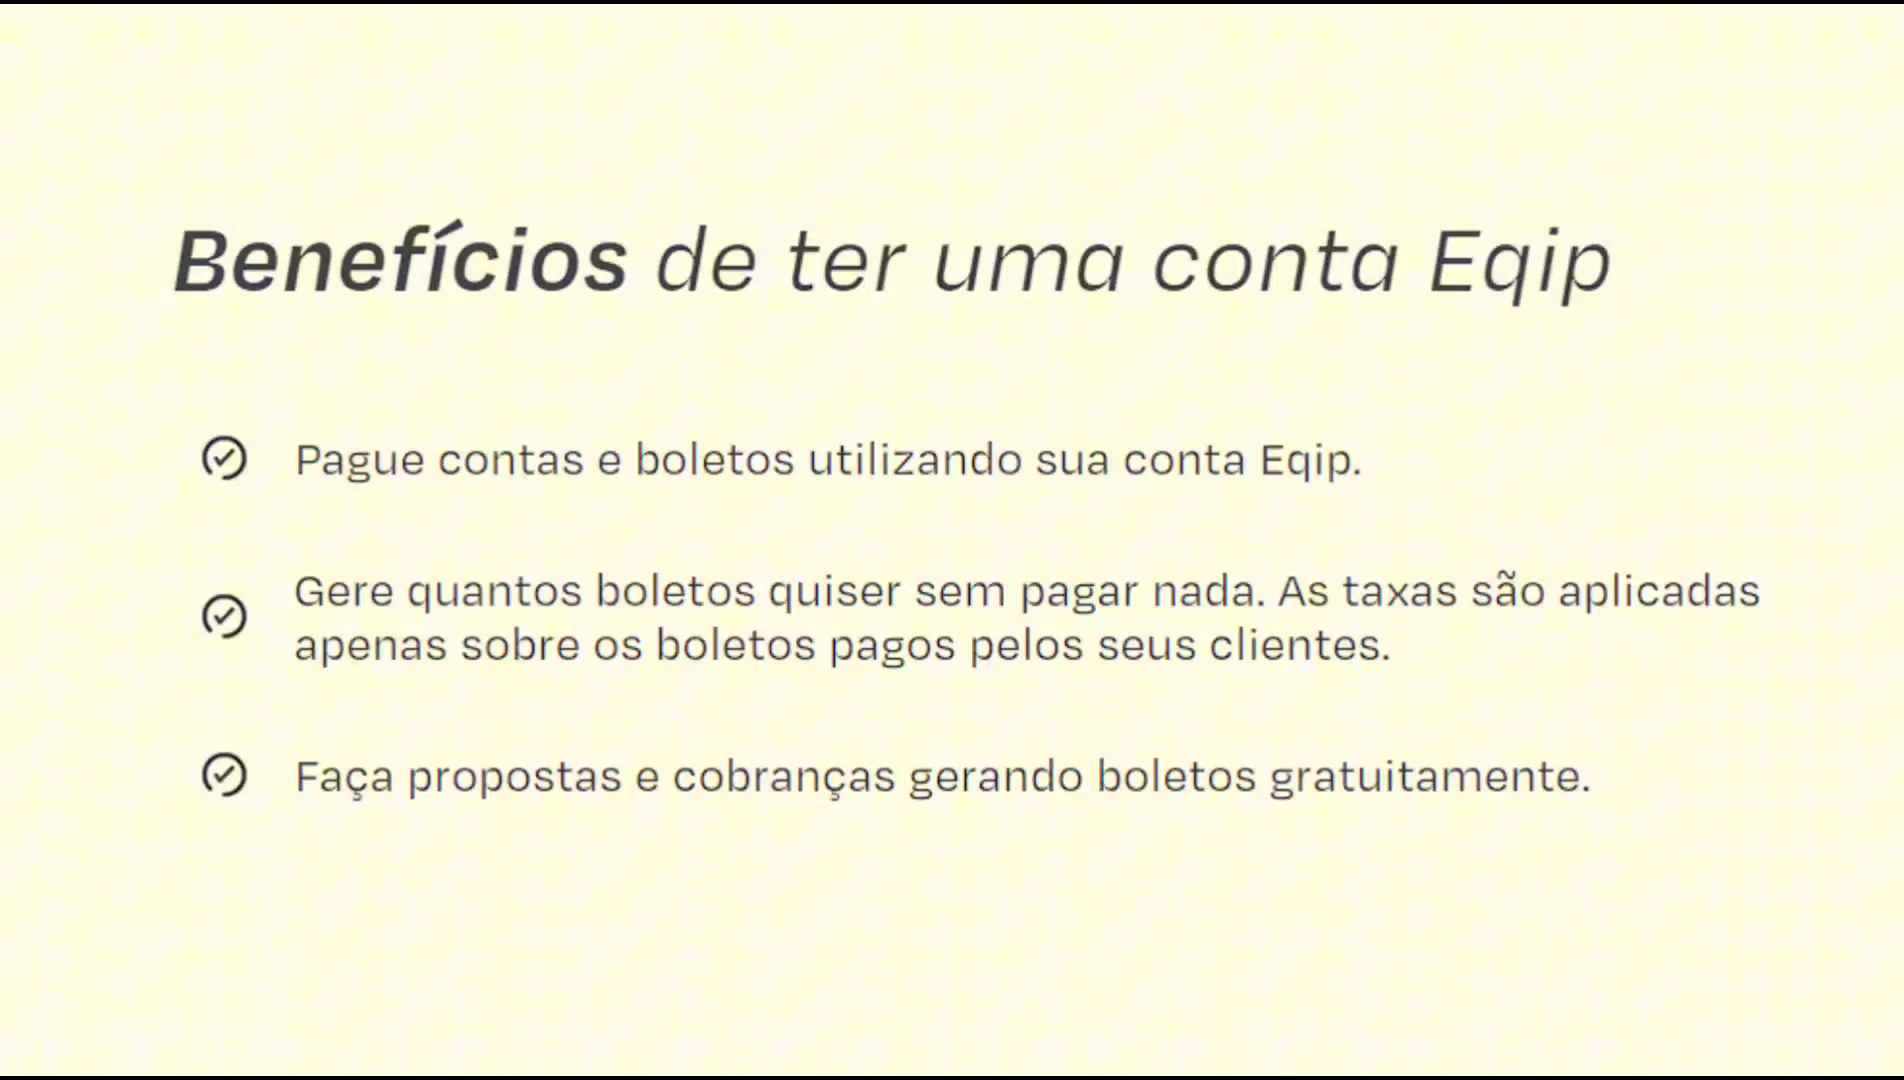 Benefícios de ter uma conta Eqip
Pague contas e boletos utilizando sua conta Eqip.
Gere quantos boletos quiser sem pagar nada. As taxas são aplicadas
apenas sobre os boletos pagos pelos seus clientes.
Faça propostas e cobranças gerando boletos gratuitamente.